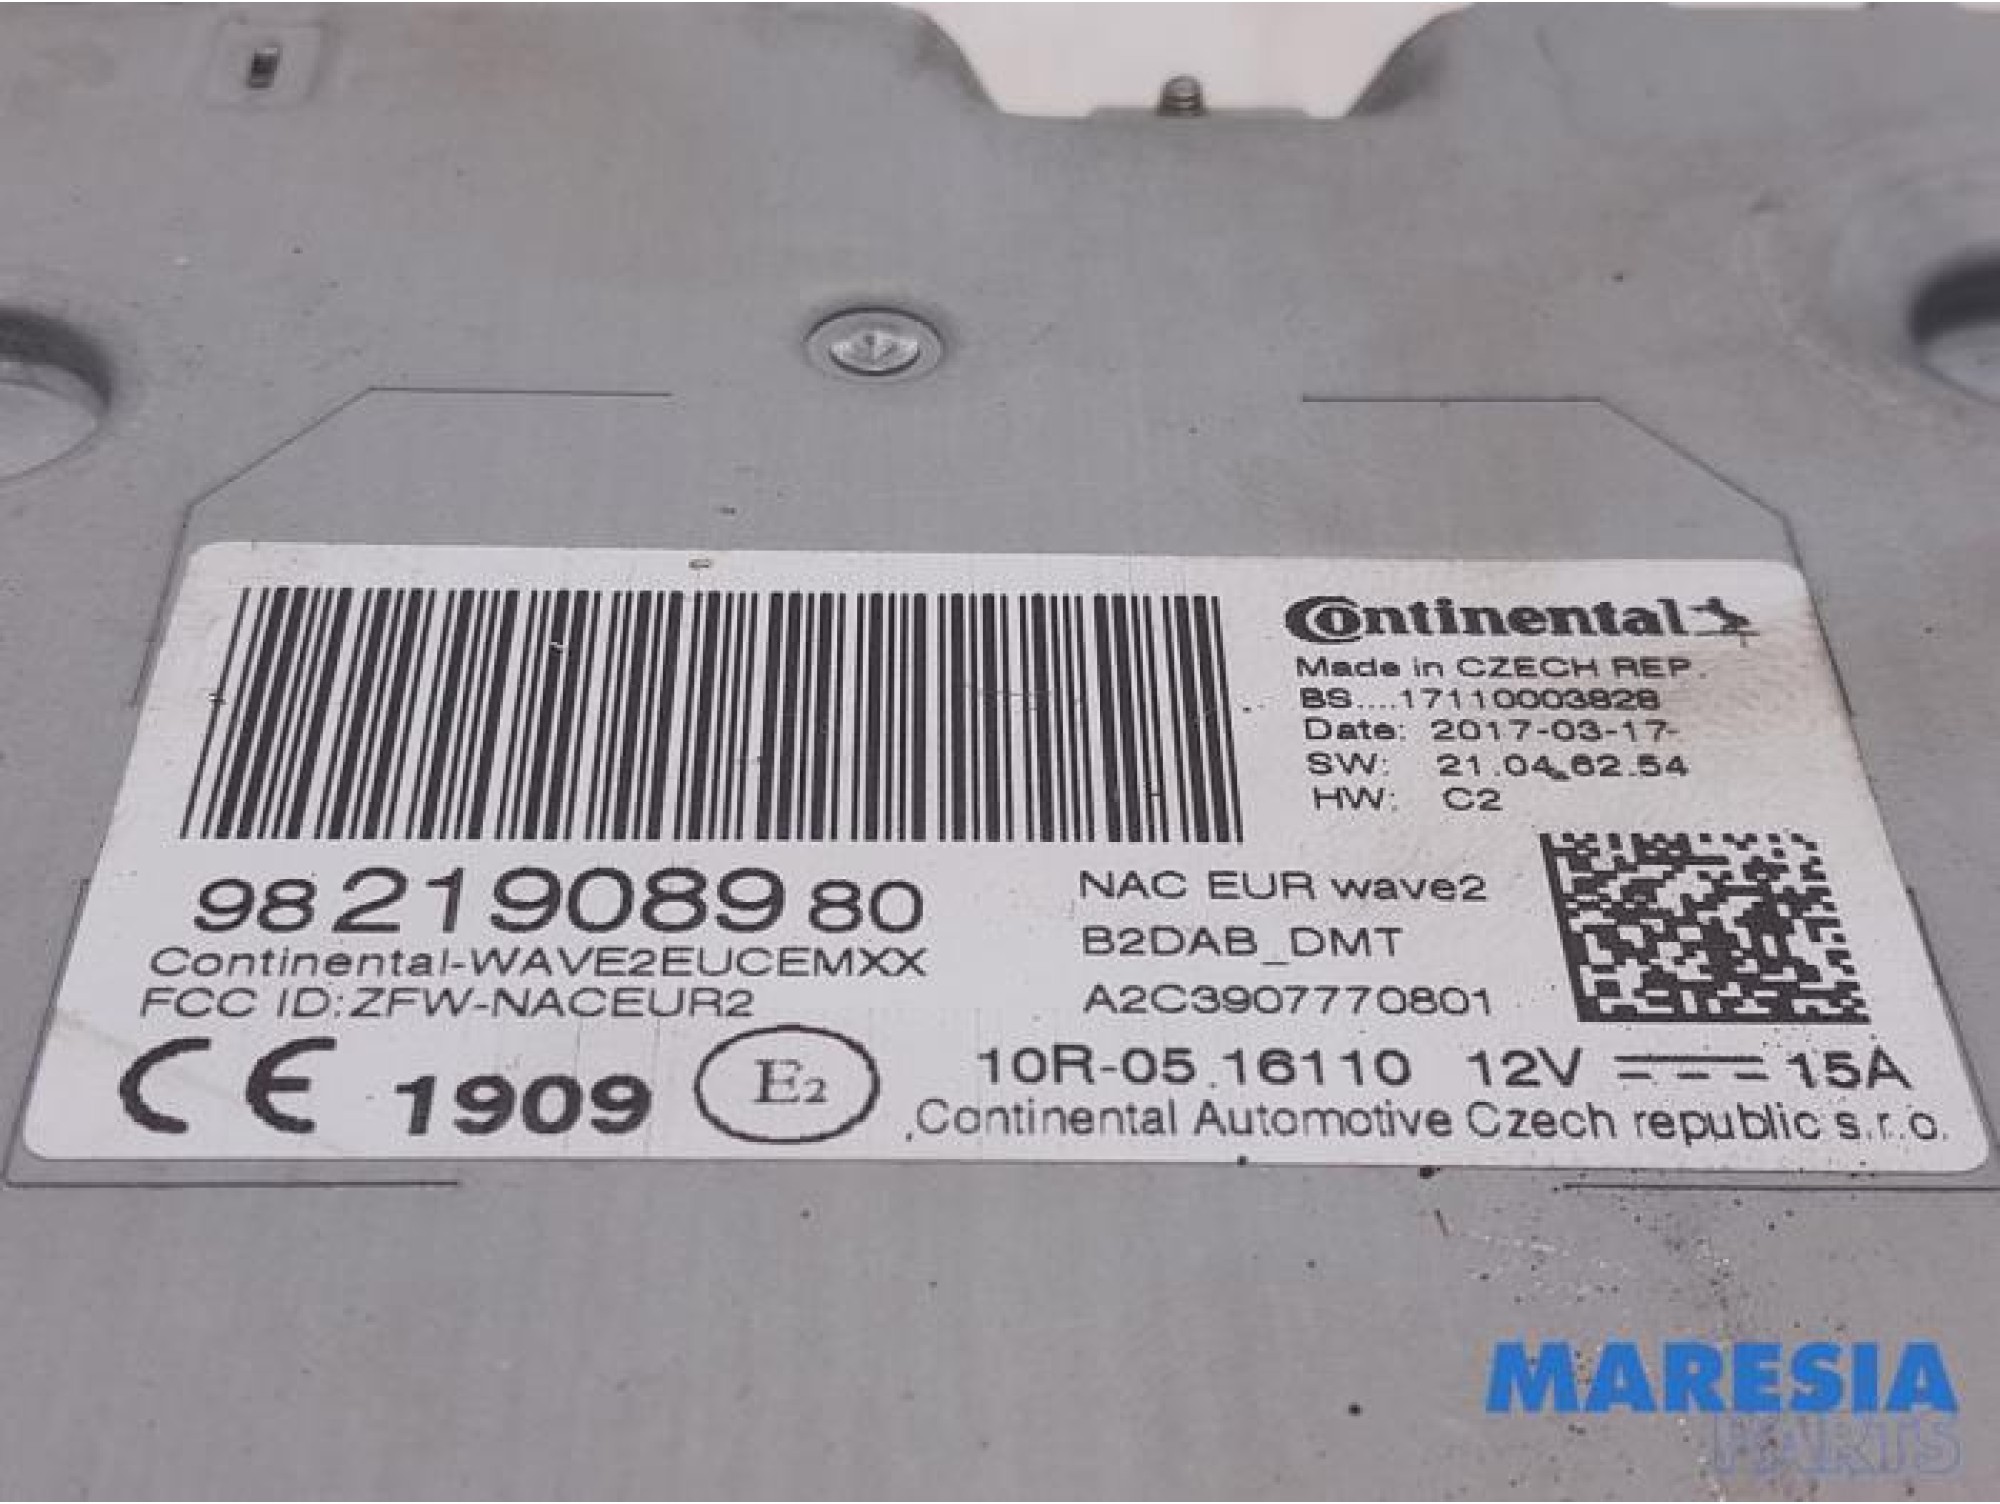 Continental
Made in CZECH REP.
BS....17110003828
Date: 2017-03-17-
SW: 21.04.62.54
HW: C2
98 219089 80
Continental-WAVE2EUCEMXX
FCC ID:ZFW-NACEUR2
NAC EUR wave2
B2DAB_DMT
A2C3907770801
CE 1909 E2
10R-05.16110 12V 15A
Continental Automotive Czech republic s.r.o.
MARESIA
PARTS